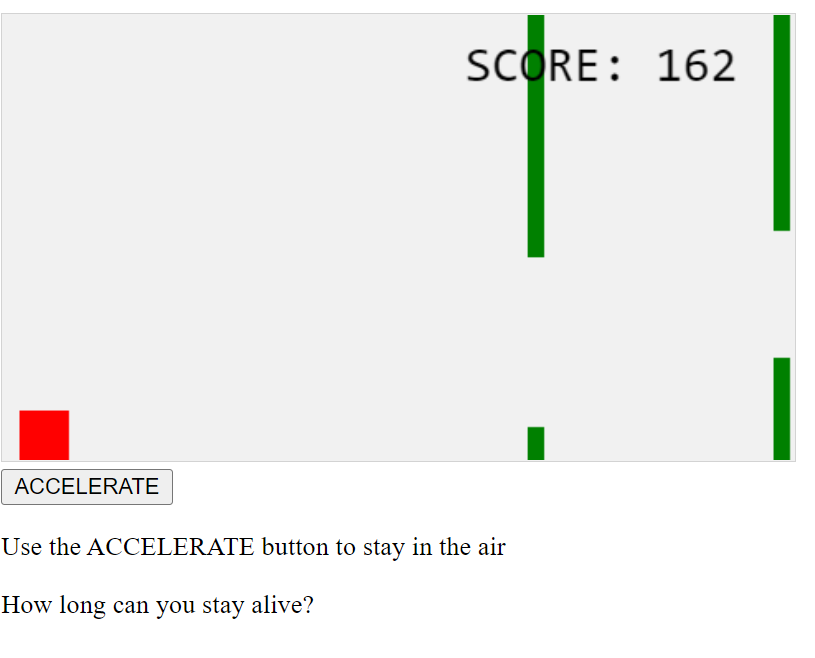 SCORE: 162
ACCELERATE
Use the ACCELERATE button to stay in the air
How long can you stay alive?